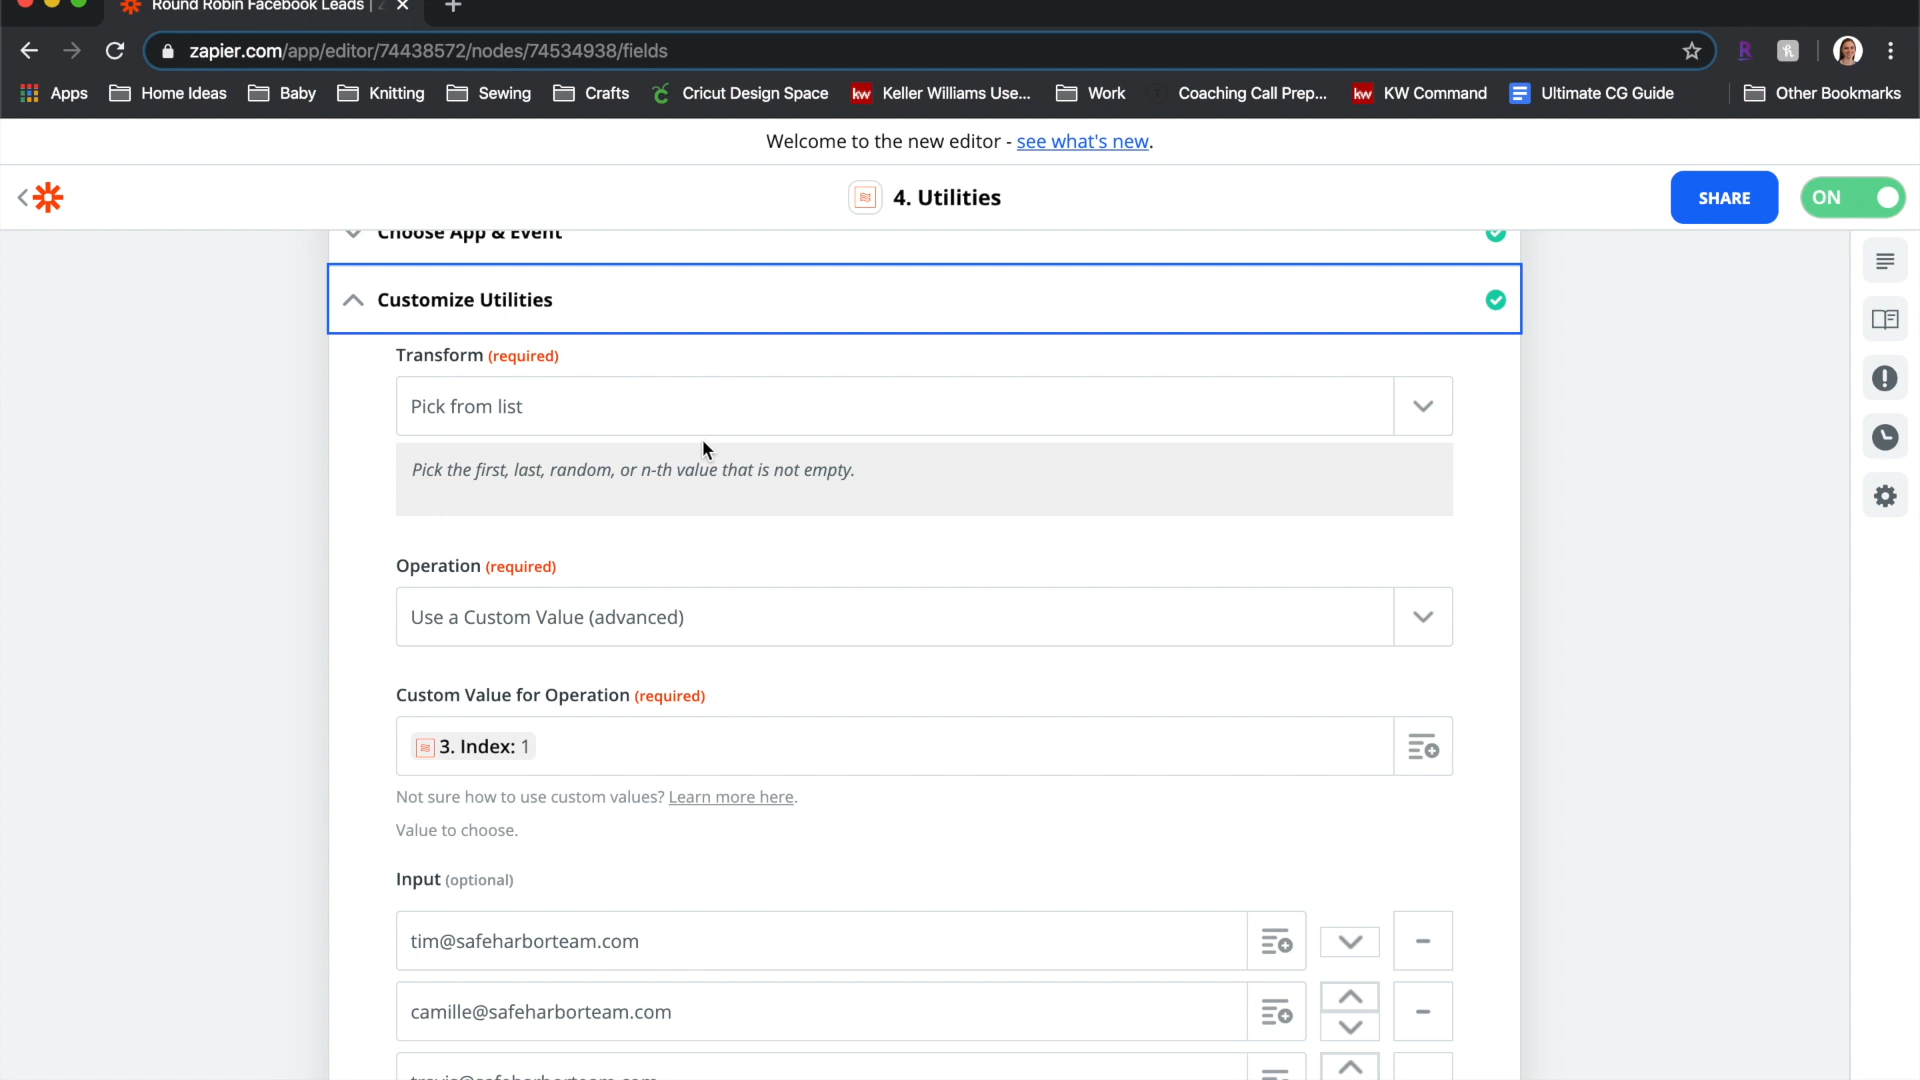 Round Robin Facebook Leads |
zapier.com/app/editor/74438572/nodes/74534938/fields
Apps Home Ideas Baby Knitting Sewing Crafts Cricut Design Space kw Keller Williams Use... Work Coaching Call Prep... kw KW Command Ultimate CG Guide Other Bookmarks
Welcome to the new editor - see what's new.
4. Utilities
SHARE
ON
Choose App & Event
Customize Utilities
Transform (required)
Pick from list
Pick the first, last, random, or n-th value that is not empty.
Operation (required)
Use a Custom Value (advanced)
Custom Value for Operation (required)
3. Index: 1
Not sure how to use custom values? Learn more here.
Value to choose.
Input (optional)
tim@safeharborteam.com
camille@safeharborteam.com